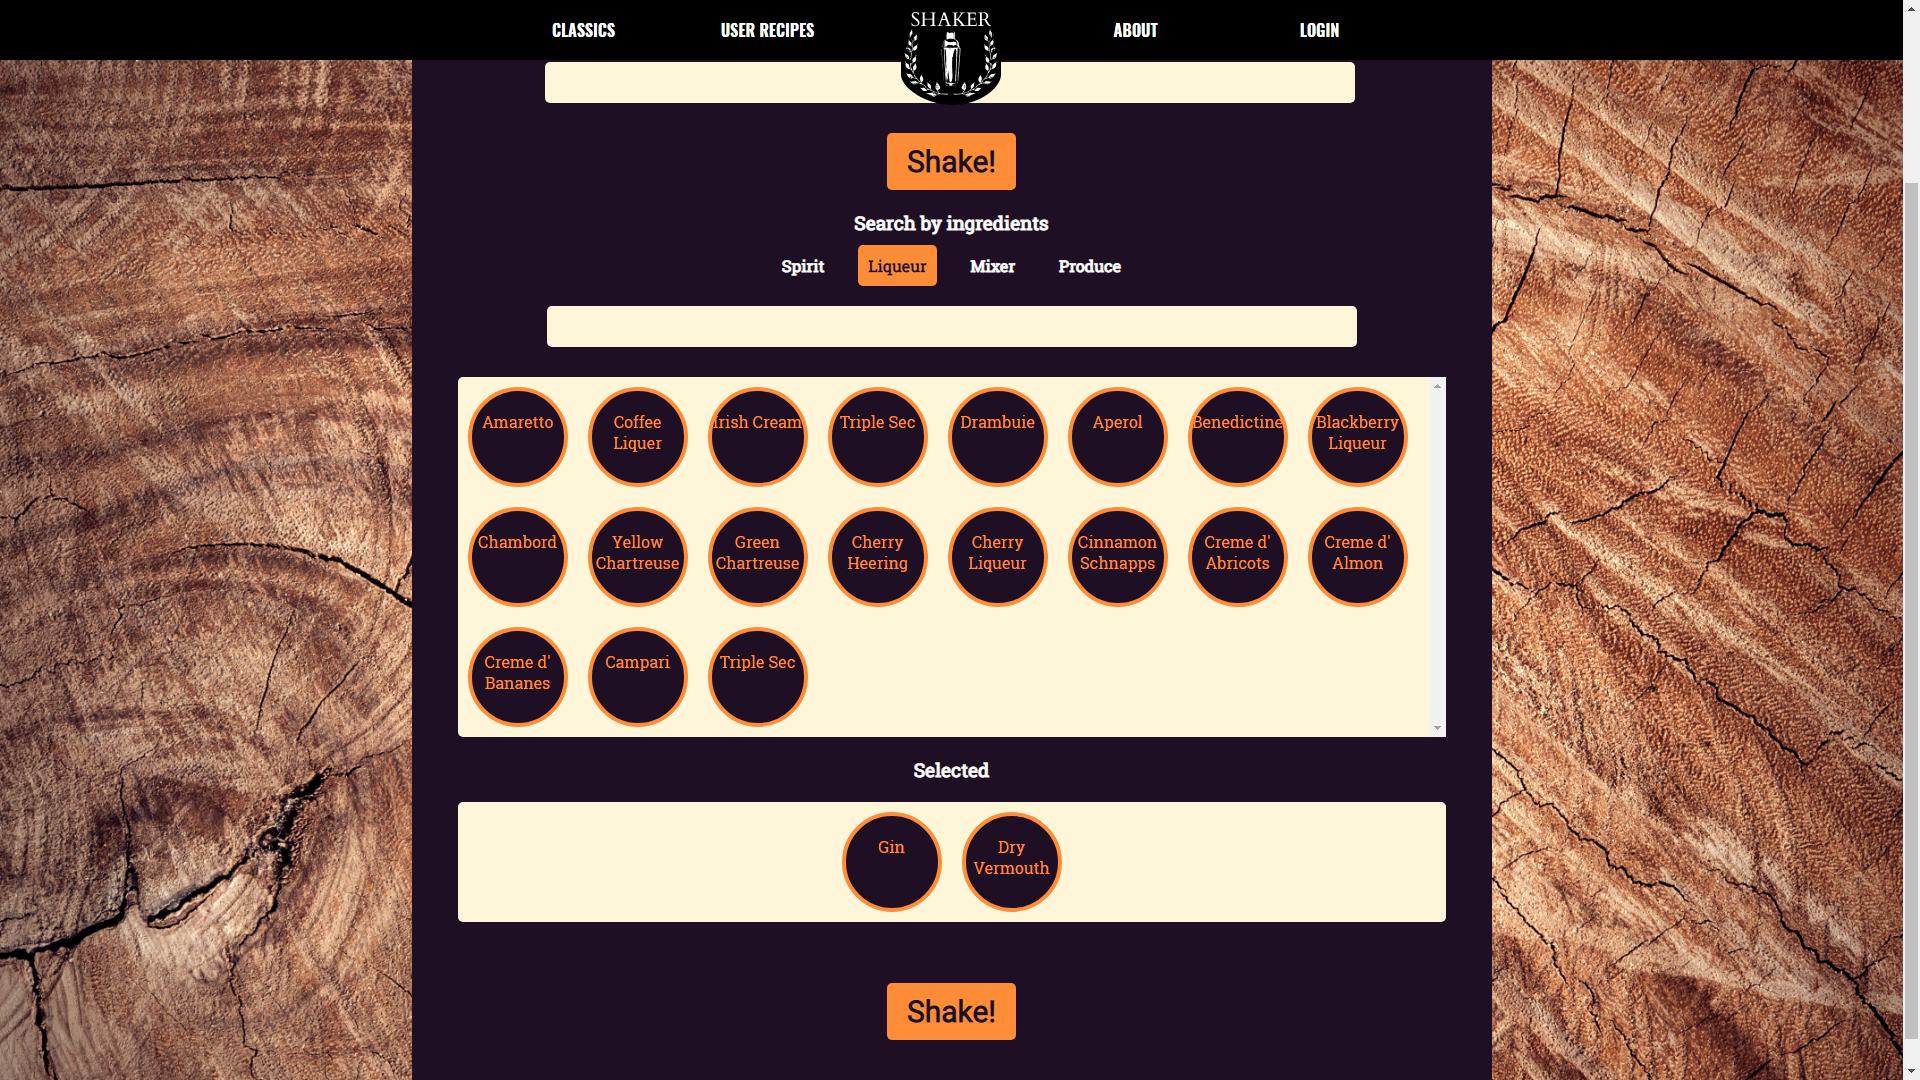 CLASSICS
USER RECIPES
SHAKER
ABOUT
LOGIN
Shake!
Search by ingredients
Spirit
Liqueur
Mixer
Produce
Amaretto
Coffee
Liquer
Irish Cream
Triple Sec
Drambuie
Aperol
Benedictine
Blackberry
Liqueur
Chambord
Yellow
Chartreuse
Green
Chartreuse
Cherry
Heering
Cherry
Liqueur
Cinnamon
Schnapps
Creme d'
Abricots
Creme d'
Almon
Creme d'
Bananes
Campari
Triple Sec
Selected
Gin
Dry
Vermouth
Shake!